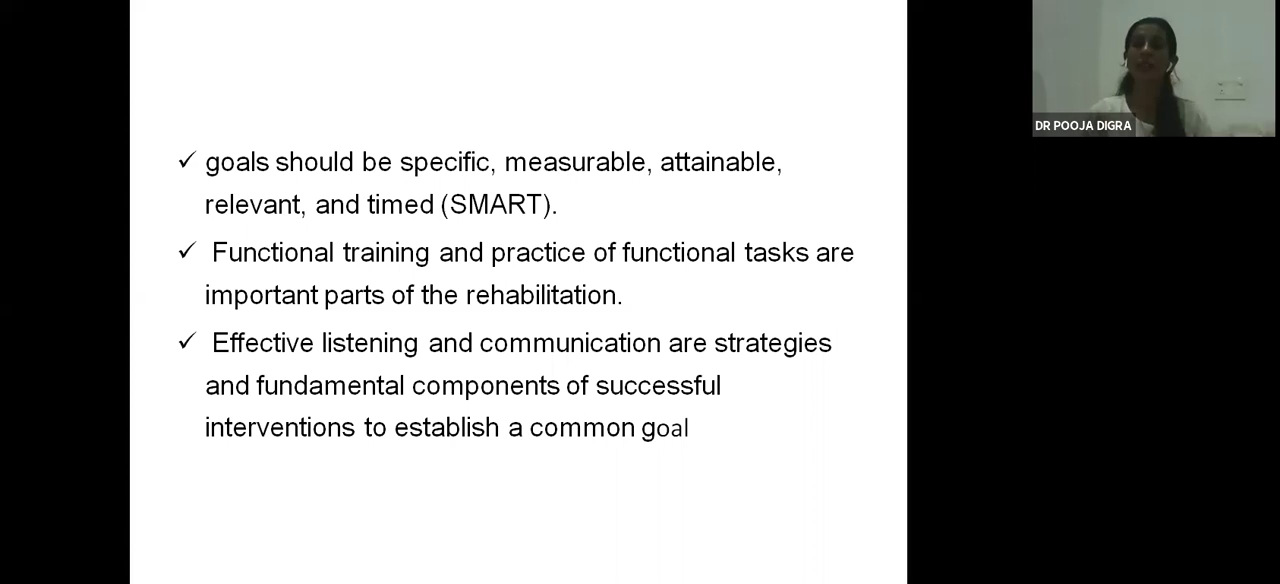 ✓ goals should be specific, measurable, attainable,
relevant, and timed (SMART).
✓ Functional training and practice of functional tasks are
important parts of the rehabilitation.
✓ Effective listening and communication are strategies
and fundamental components of successful
interventions to establish a common goal
DR POOJA DIGRA